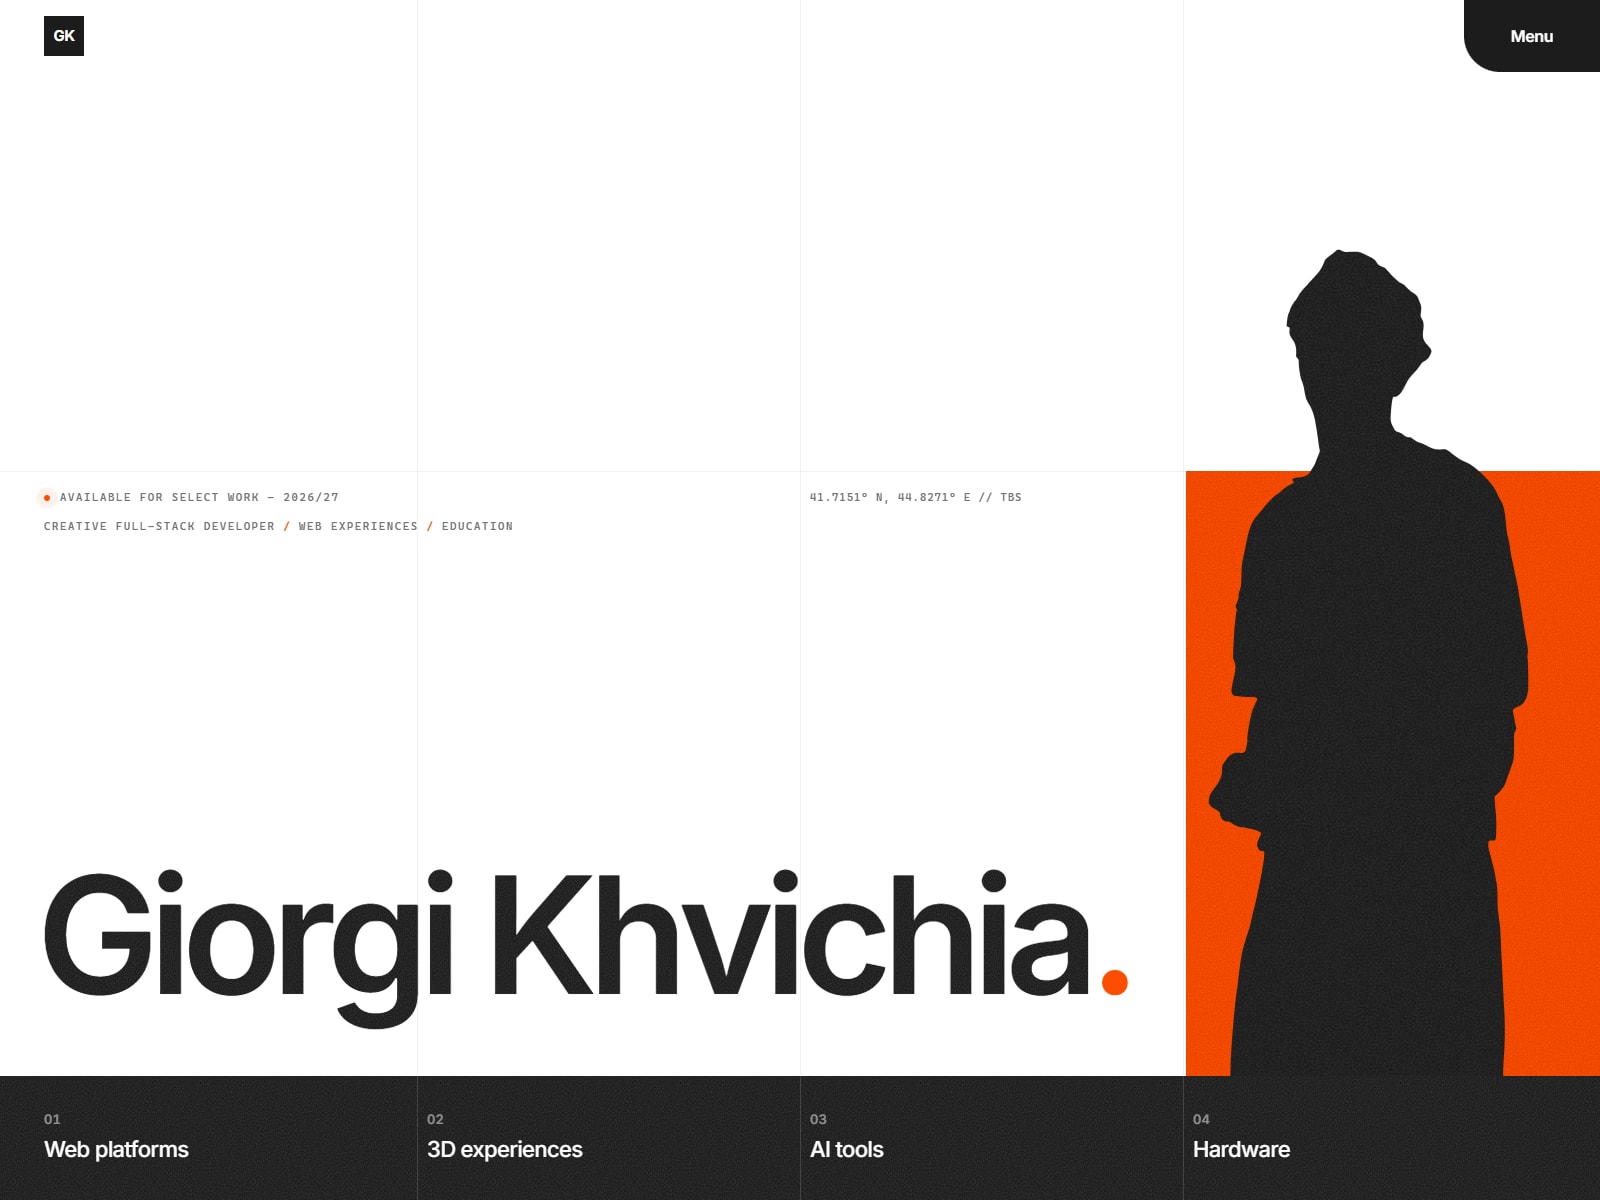 GK
Menu
AVAILABLE FOR SELECT WORK — 2026/27
41.7151° N, 44.8271° E // TBS
CREATIVE FULL-STACK DEVELOPER / WEB EXPERIENCES / EDUCATION
Giorgi Khvichia.
01
Web platforms
02
3D experiences
03
AI tools
04
Hardware